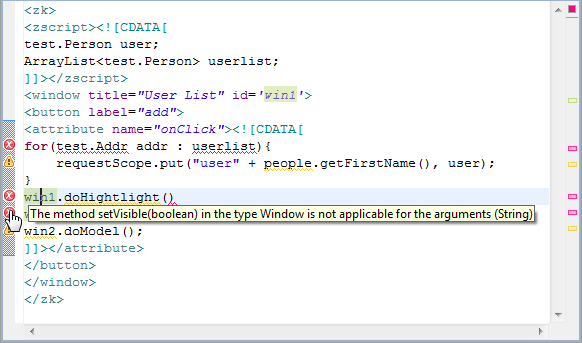 <zk>
<zscript><![CDATA[
test.Person user;
ArrayList<test.Person> userlist;
]]></zscript>
<window title="User List" id='win1'>
<button label="add">
<attribute name="onClick"><![CDATA[
for(test.Addr addr : userlist){
    requestScope.put("user" + people.getFirstName(), user);
}
win1.doHightlight()
The method setVisible(boolean) in the type Window is not applicable for the arguments (String)
win2.doModel();
]]></attribute>
</button>
</window>
</zk>